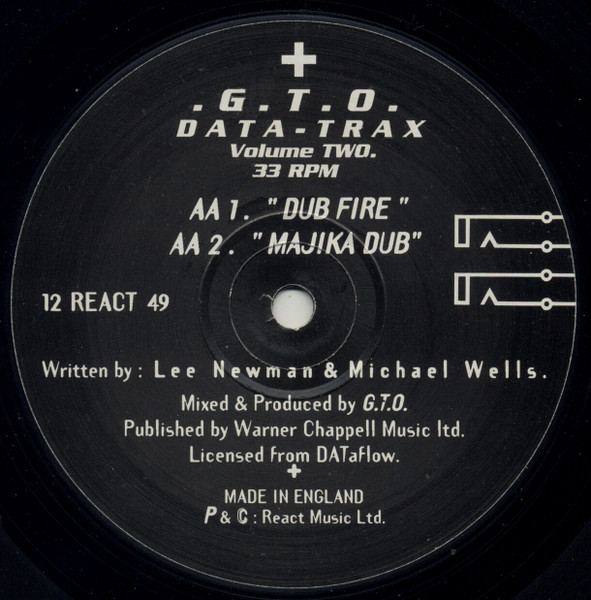 .G.T.O.
DATA-TRAX
Volume TWO.
33 RPM
AA 1. "DUB FIRE"
AA 2. "MAJIKA DUB"
12 REACT 49
Written by: Lee Newman & Michael Wells.
Mixed & Produced by G.T.O.
Published by Warner Chappell Music ltd.
Licensed from DATaflow.
MADE IN ENGLAND
P & C : React Music Ltd.